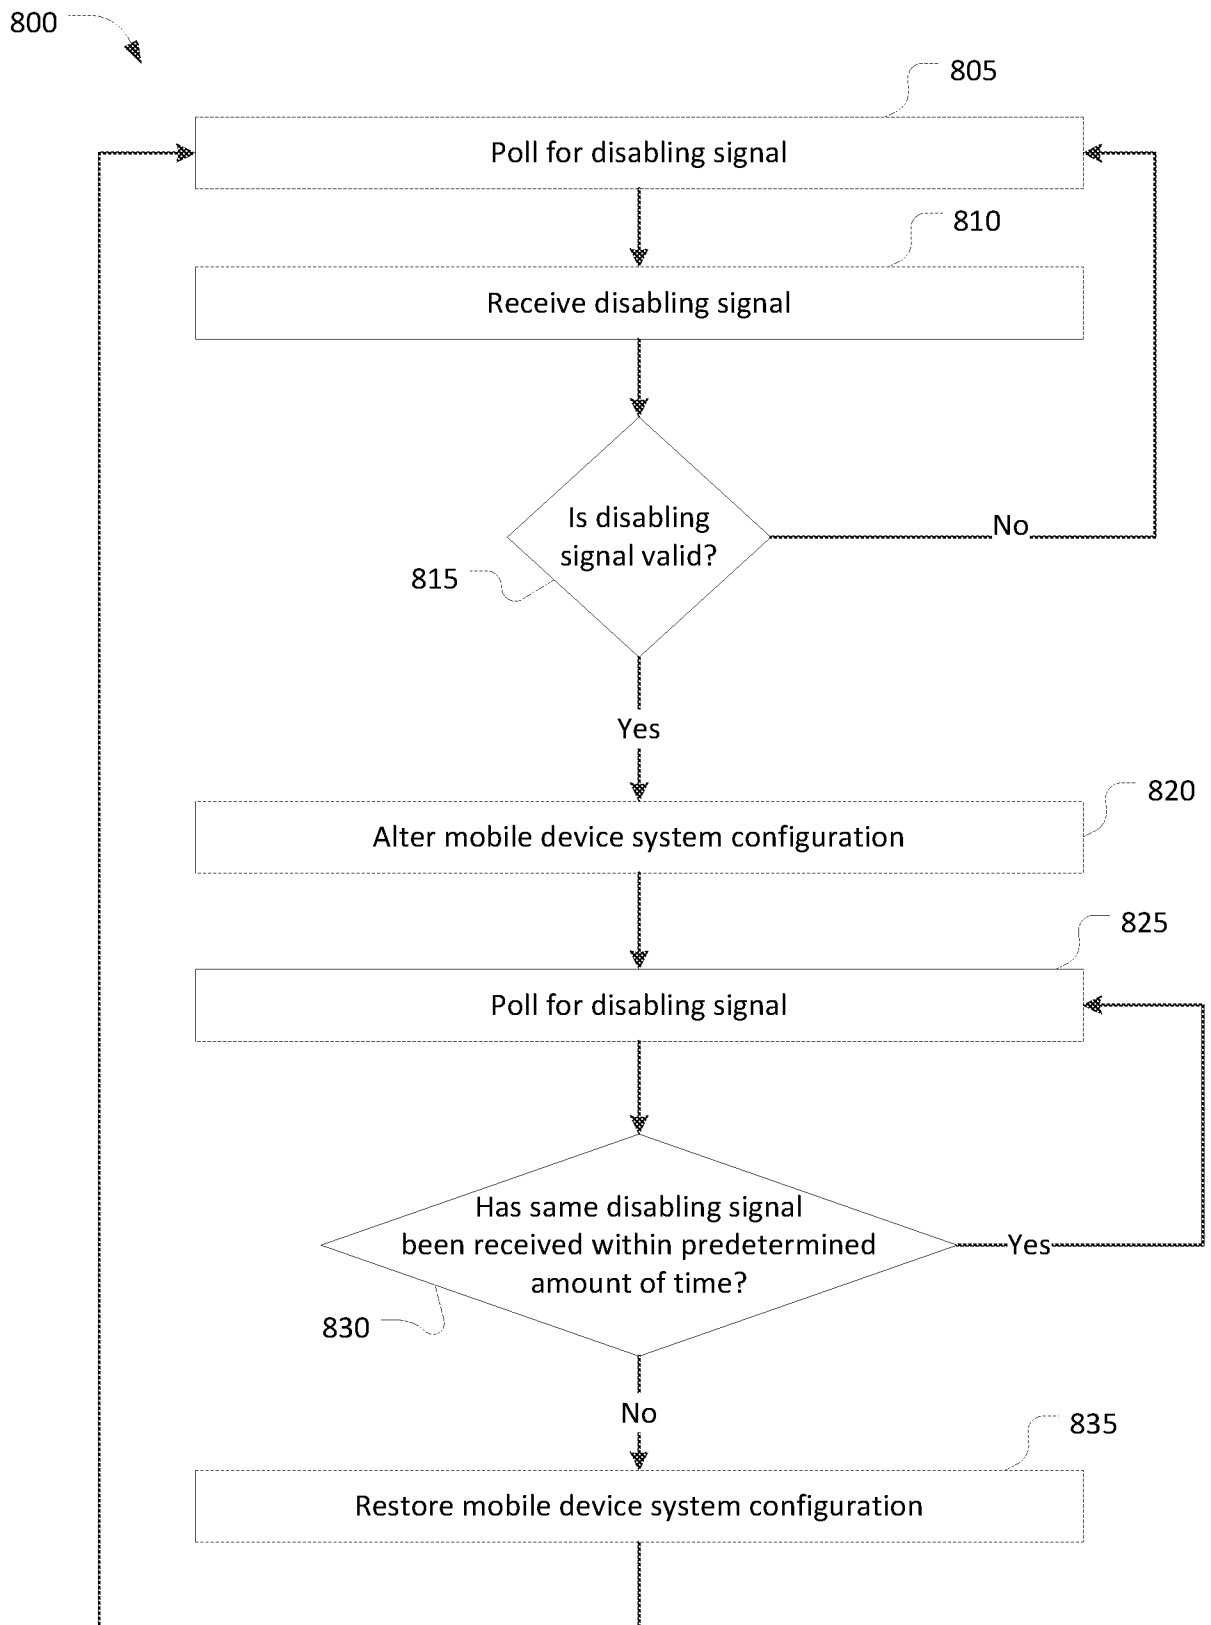 800
805
Poll for disabling signal
810
Receive disabling signal
Is disabling
signal valid?
No
815
Yes
820
Alter mobile device system configuration
825
Poll for disabling signal
Has same disabling signal
been received within predetermined
amount of time?
Yes
830
No
835
Restore mobile device system configuration